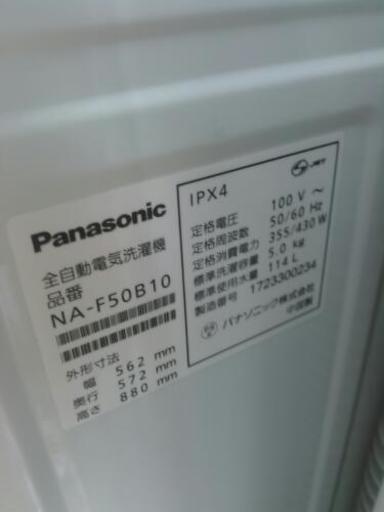 Panasonic
全自動電気洗濯機
品番
NA-F50B10
外形寸法
幅 562 mm
奥行 572 mm
高さ 880 mm
IPX4
JET
定格電圧 100 V ～
定格周波数 50/60 Hz
定格消費電力 355/430 W
標準洗濯容量 5.0 kg
標準使用水量 114 L
製造番号 1723300234
パナソニック株式会社
中国製